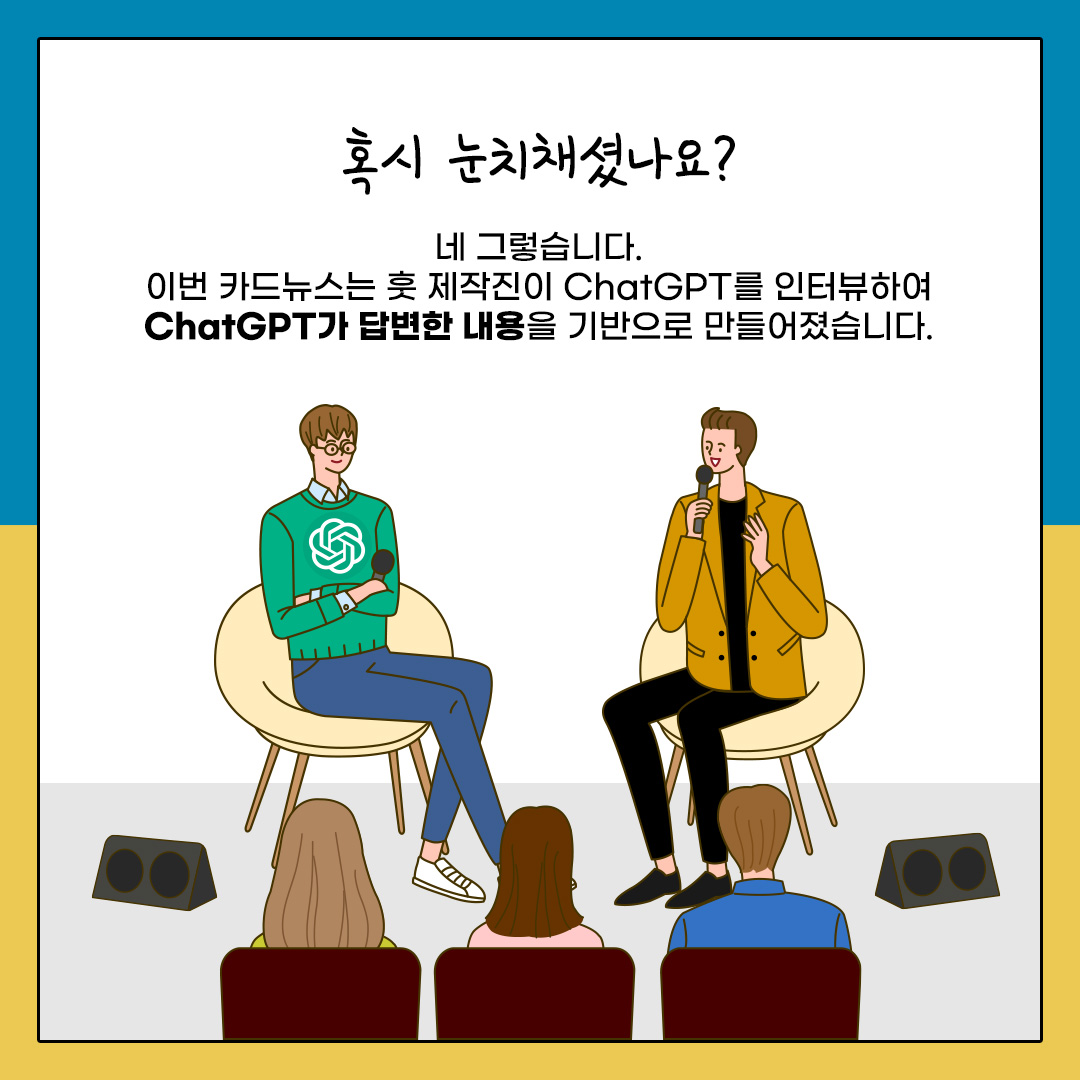 혹시 눈치채셨나요?
네 그렇습니다.
이번 카드뉴스는 훗 제작진이 ChatGPT를 인터뷰하여
ChatGPT가 답변한 내용을 기반으로 만들어졌습니다.